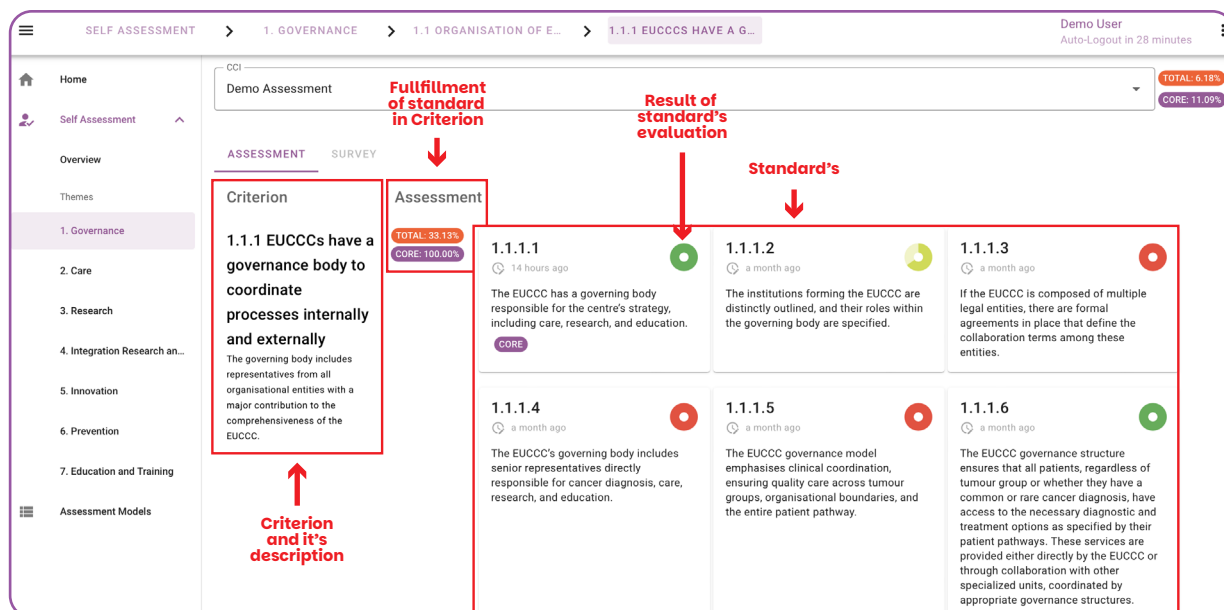 SELF ASSESSMENT
1. GOVERNANCE
1.1 ORGANISATION OF E...
1.1.1 EUCCCS HAVE A G...
Demo User
Auto-Logout in 28 minutes
Home
Self Assessment
Overview
Themes
1. Governance
2. Care
3. Research
4. Integration Research an...
5. Innovation
6. Prevention
7. Education and Training
Assessment Models
CCI
Demo Assessment
TOTAL: 6.18%
CORE: 11.09%
Fullfillment
of standard
in Criterion
Result of
standard's
evaluation
Standard's
ASSESSMENT
SURVEY
Criterion
1.1.1 EUCCCs have a
governance body to
coordinate
processes internally
and externally
The governing body includes
representatives from all
organisational entities with a
major contribution to the
comprehensiveness of the
EUCCC.
Criterion
and it's
description
Assessment
TOTAL: 33.13%
CORE: 100.00%
1.1.1.1
14 hours ago
The EUCCC has a governing body
responsible for the centre's strategy,
including care, research, and education.
CORE
1.1.1.2
a month ago
The institutions forming the EUCCC are
distinctly outlined, and their roles within
the governing body are specified.
1.1.1.3
a month ago
If the EUCCC is composed of multiple
legal entities, there are formal
agreements in place that define the
collaboration terms among these
entities.
1.1.1.4
a month ago
The EUCCC's governing body includes
senior representatives directly
responsible for cancer diagnosis, care,
research, and education.
1.1.1.5
a month ago
The EUCCC governance model
emphasises clinical coordination,
ensuring quality care across tumour
groups, organisational boundaries, and
the entire patient pathway.
1.1.1.6
a month ago
The EUCCC governance structure
ensures that all patients, regardless of
tumour group or whether they have a
common or rare cancer diagnosis, have
access to the necessary diagnostic and
treatment options as specified by their
patient pathways. These services are
provided either directly by the EUCCC or
through collaboration with other
specialized units, coordinated by
appropriate governance structures.